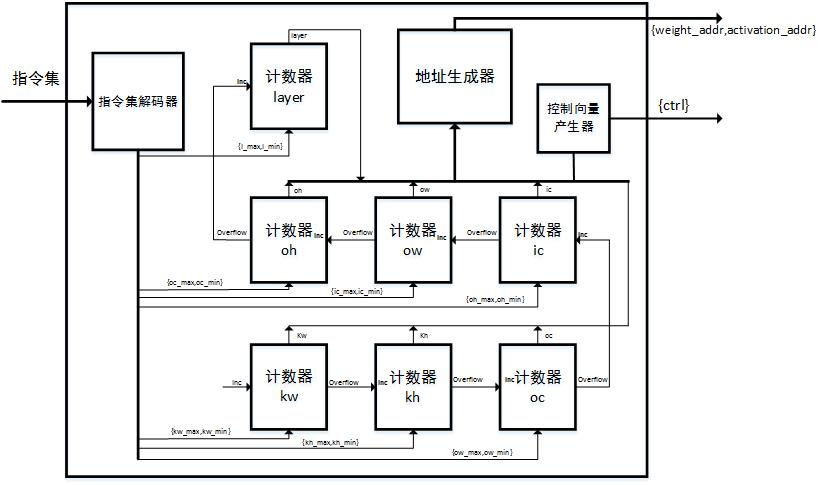 layer
{weight_addr,activation_addr}
指令集
指令集解码器
Inc
计数器
layer
地址生成器
控制向量
产生器
{ctrl}
{l_max,l_min}
oh
ow
ic
Overflow
计数器
oh
Inc
Overflow
计数器
ow
Inc
Overflow
计数器
ic
Inc
{oc_max,oc_min}
{ic_max,ic_min}
{oh_max,oh_min}
Kw
Kh
oc
Inc
计数器
kw
Overflow
Inc
计数器
kh
Overflow
Inc
计数器
oc
Overflow
{kw_max,kw_min}
{kh_max,kh_min}
{ow_max,ow_min}